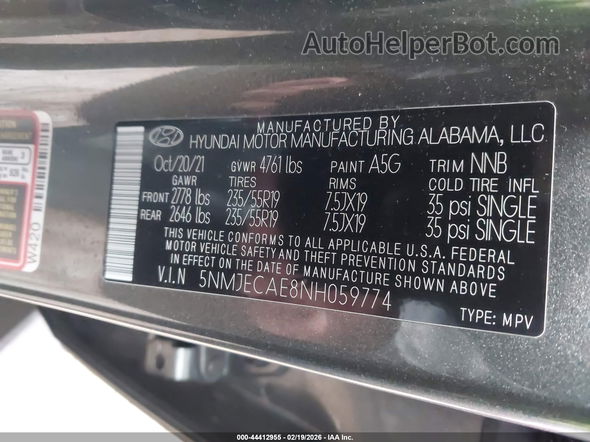 AutoHelperBot.com
MANUFACTURED BY
HYUNDAI MOTOR MANUFACTURING ALABAMA, LLC
Oct/20/21 GVWR 4761 lbs PAINT A5G TRIM NNB
GAWR TIRES RIMS COLD TIRE INFL
FRONT 2778 lbs 235/55R19 7.5JX19 35 psi SINGLE
REAR 2646 lbs 235/55R19 7.5JX19 35 psi SINGLE
THIS VEHICLE CONFORMS TO ALL APPLICABLE U.S.A. FEDERAL
MOTOR VEHICLE SAFETY AND THEFT PREVENTION STANDARDS
IN EFFECT ON THE DATE OF MANUFACTURE SHOWN ABOVE
V.I.N 5NMJECAE8NH059774
TYPE: MPV
W420
000-44412955 - 02/19/2026 - IAA Inc.